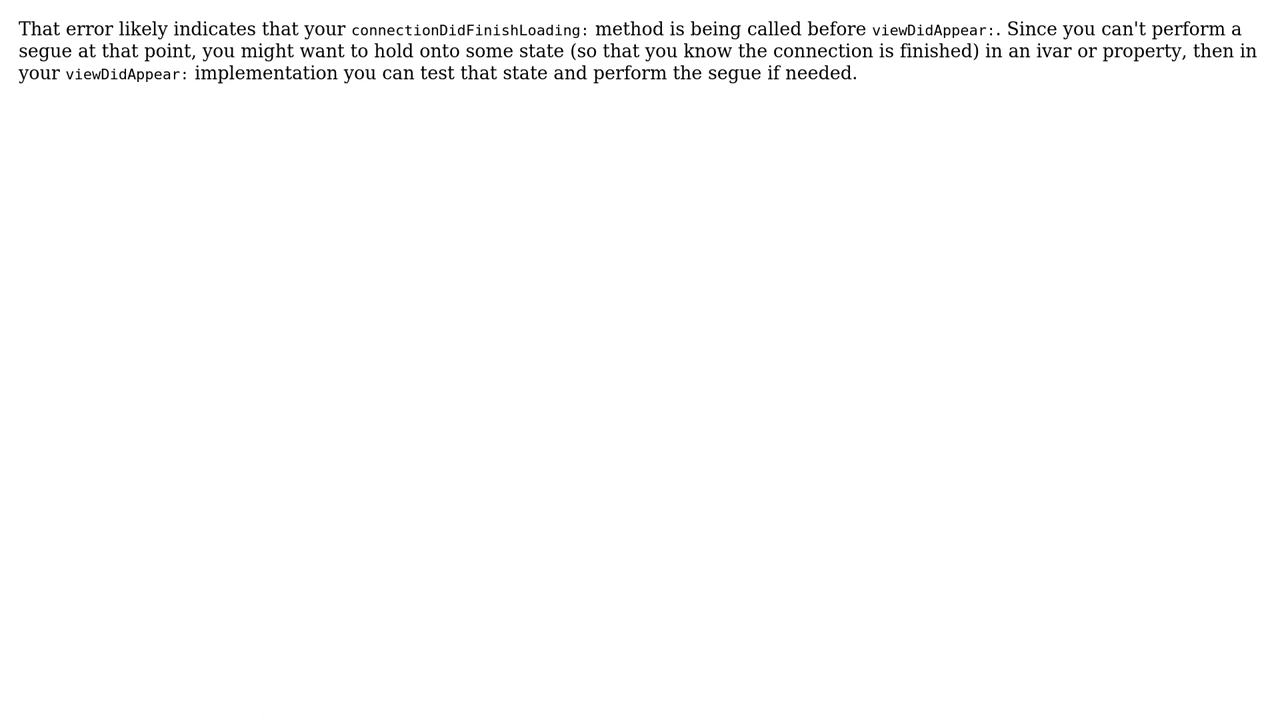 That error likely indicates that your connectionDidFinishLoading: method is being called before viewDidAppear:. Since you can't perform a
segue at that point, you might want to hold onto some state (so that you know the connection is finished) in an ivar or property, then in
your viewDidAppear: implementation you can test that state and perform the segue if needed.